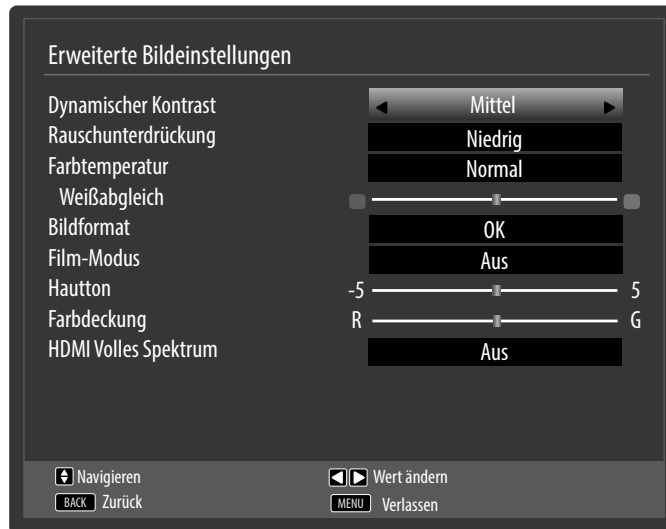 Erweiterte Bildeinstellungen
Dynamischer Kontrast Mittel
Rauschunterdrückung Niedrig
Farbtemperatur Normal
Weißabgleich
Bildformat OK
Film-Modus Aus
Hautton -5 5
Farbdeckung R G
HDMI Volles Spektrum Aus
Navigieren Wert ändern
BACK Zurück MENU Verlassen